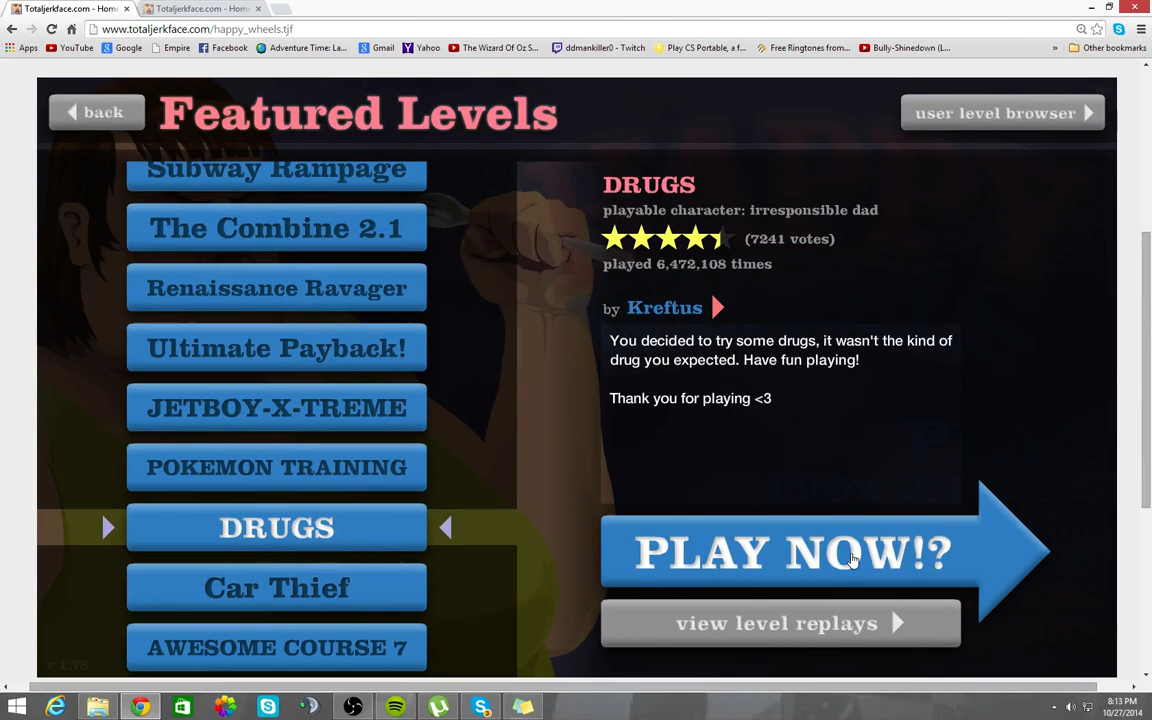 Totaljerkface.com - Home
Totaljerkface.com - Home
www.totaljerkface.com/happy_wheels.tjf
Apps YouTube Google Empire Facebook Adventure Time: La... Gmail Yahoo The Wizard Of Oz S... ddmankiller0 - Twitch Play CS Portable, a f... Free Ringtones from... Bully-Shinedown (L... » Other bookmarks
back
Featured Levels
user level browser
Subway Rampage
The Combine 2.1
Renaissance Ravager
Ultimate Payback!
JETBOY-X-TREME
POKEMON TRAINING
DRUGS
Car Thief
AWESOME COURSE 7
v 1.78
DRUGS
playable character: irresponsible dad
(7241 votes)
played 6,472,108 times
by Kreftus
You decided to try some drugs, it wasn't the kind of
drug you expected. Have fun playing!
Thank you for playing <3
PLAY NOW!?
view level replays
8:13 PM
10/27/2014